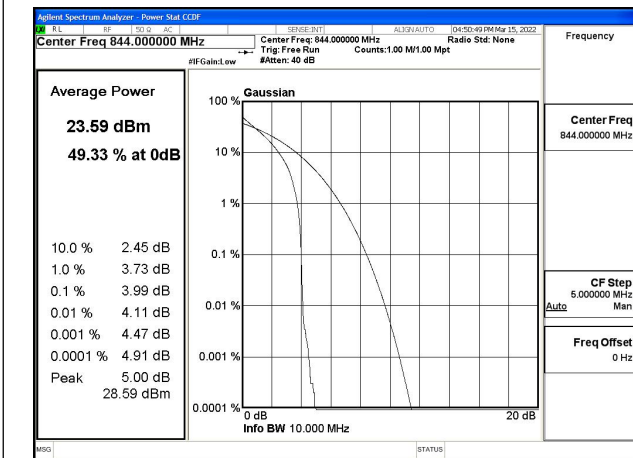 Agilent Spectrum Analyzer - Power Stat CCDF
RL RF 50 Ω AC SENSE:INT ALIGN AUTO 04:50:49 PM Mar 15, 2022
Center Freq 844.000000 MHz
Center Freq: 844.000000 MHz Radio Std: None
Trig: Free Run Counts:1.00 M/1.00 Mpt
#IFGain:Low #Atten: 40 dB
Frequency
Average Power
23.59 dBm
49.33 % at 0dB
10.0 % 2.45 dB
1.0 % 3.73 dB
0.1 % 3.99 dB
0.01 % 4.11 dB
0.001 % 4.47 dB
0.0001 % 4.91 dB
Peak 5.00 dB
28.59 dBm
Gaussian
100 %
10 %
1 %
0.1 %
0.01 %
0.001 %
0.0001 %
0 dB 20 dB
Info BW 10.000 MHz
Center Freq
844.000000 MHz
CF Step
5.000000 MHz
Auto Man
Freq Offset
0 Hz
MSG STATUS